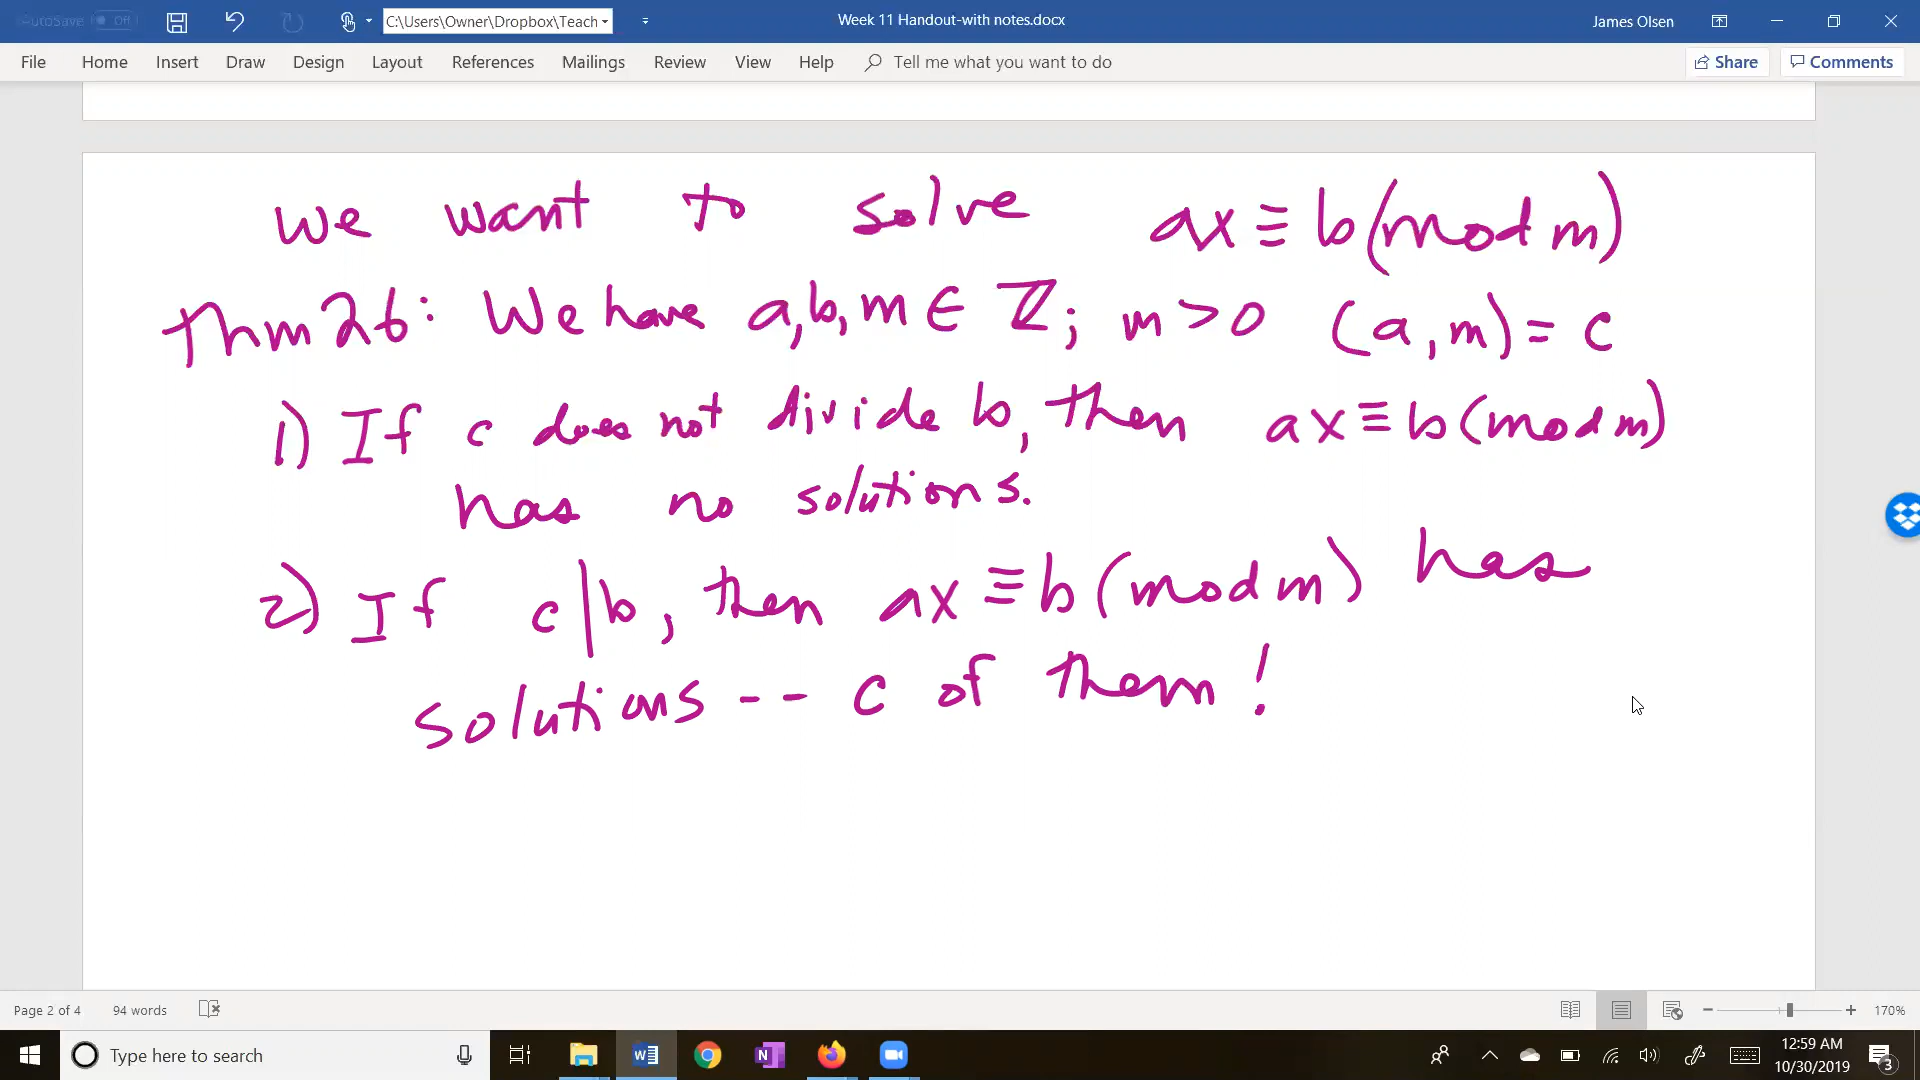 AutoSave Off C:\Users\Owner\Dropbox\Teach Week 11 Handout-with notes.docx James Olsen
File Home Insert Draw Design Layout References Mailings Review View Help Tell me what you want to do Share Comments
We want to solve ax ≡ b (mod m)
Thm 26: We have a, b, m ∈ ℤ; m > 0 (a, m) = c
1) If c does not divide b, then ax ≡ b (mod m)
has no solutions.
2) If c | b, then ax ≡ b (mod m) has
solutions -- c of them!
Page 2 of 4 94 words 170%
Type here to search 12:59 AM
10/30/2019 3